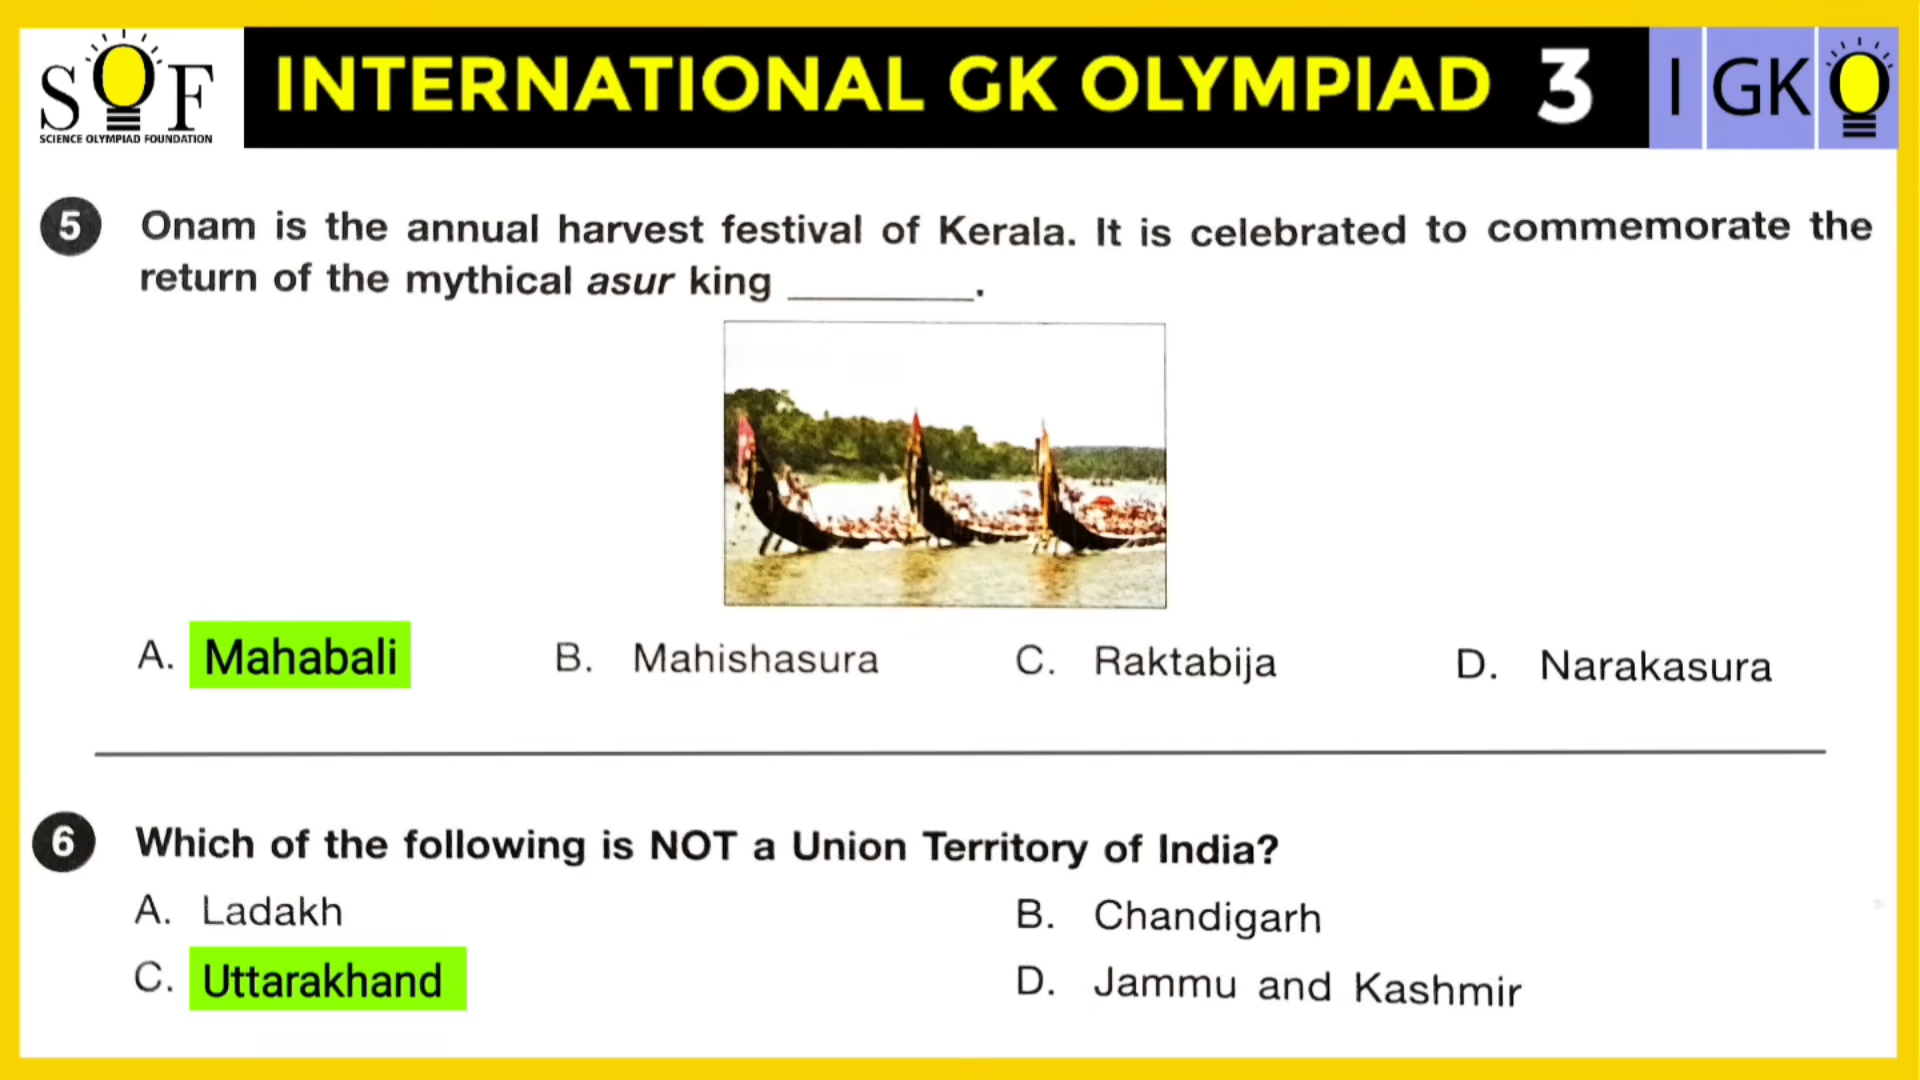 SOF
SCIENCE OLYMPIAD FOUNDATION
INTERNATIONAL GK OLYMPIAD 3
I GKO
5 Onam is the annual harvest festival of Kerala. It is celebrated to commemorate the
return of the mythical asur king _________.
A. Mahabali B. Mahishasura C. Raktabija D. Narakasura
6 Which of the following is NOT a Union Territory of India?
A. Ladakh B. Chandigarh
C. Uttarakhand D. Jammu and Kashmir